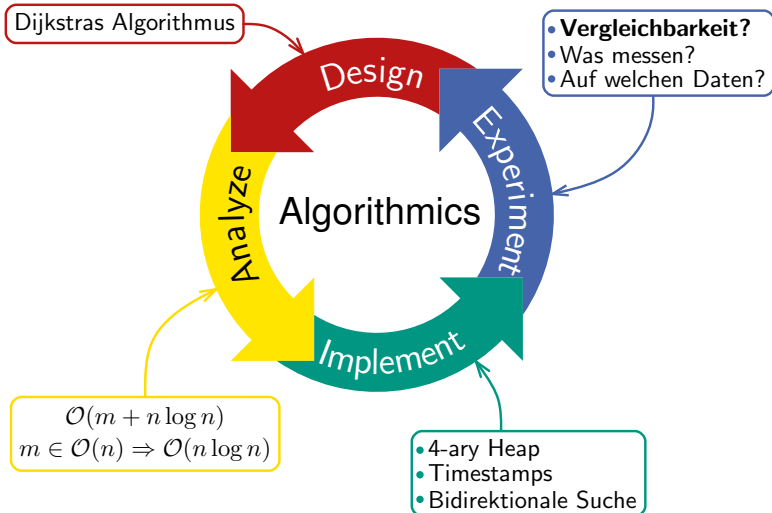 Dijkstras Algorithmus
• Vergleichbarkeit?
• Was messen?
• Auf welchen Daten?
Design
Experiment
Analyze
Algorithmics
Implement
𝒪(m + n log n)
m ∈ 𝒪(n) ⇒ 𝒪(n log n)
• 4-ary Heap
• Timestamps
• Bidirektionale Suche